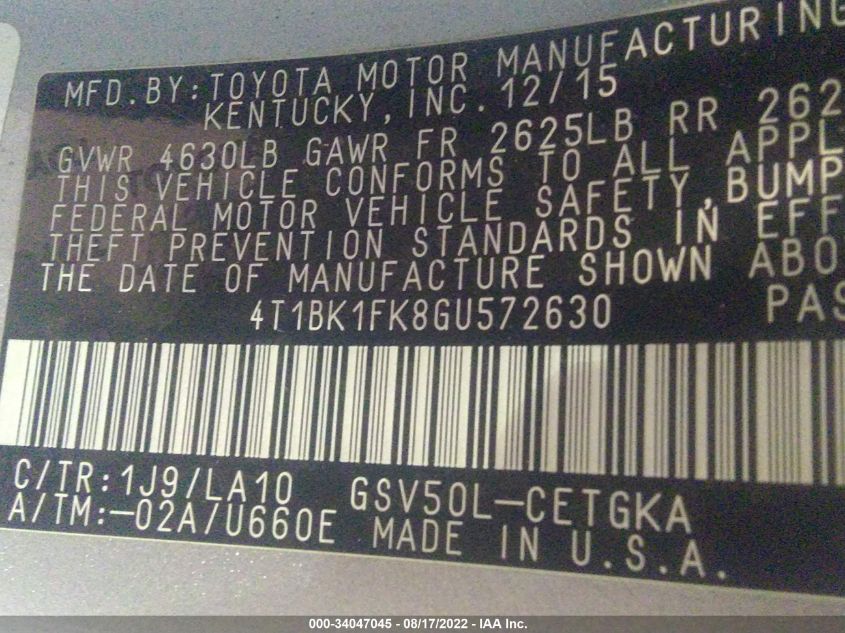 MFD.BY:TOYOTA MOTOR MANUFACTURING
KENTUCKY, INC. 12/15
GVWR 4630LB GAWR FR 2625LB RR 262
THIS VEHICLE CONFORMS TO ALL APPL
FEDERAL MOTOR VEHICLE SAFETY, BUMP
THEFT PREVENTION STANDARDS IN EFF
THE DATE OF MANUFACTURE SHOWN ABO
4T1BK1FK8GU572630 PAS
C/TR:1J9/LA10 GSV50L-CETGKA
A/TM:-02A/U660E MADE IN U.S.A.
000-34047045 - 08/17/2022 - IAA Inc.